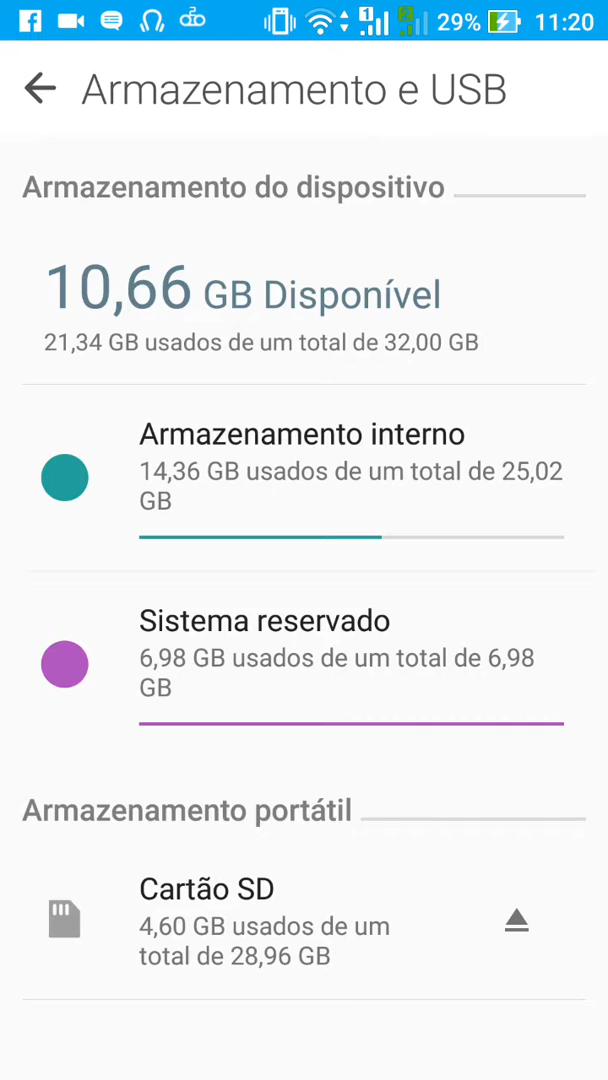 29% 11:20
Armazenamento e USB
Armazenamento do dispositivo
10,66 GB Disponível
21,34 GB usados de um total de 32,00 GB
Armazenamento interno
14,36 GB usados de um total de 25,02
GB
Sistema reservado
6,98 GB usados de um total de 6,98
GB
Armazenamento portátil
Cartão SD
4,60 GB usados de um
total de 28,96 GB